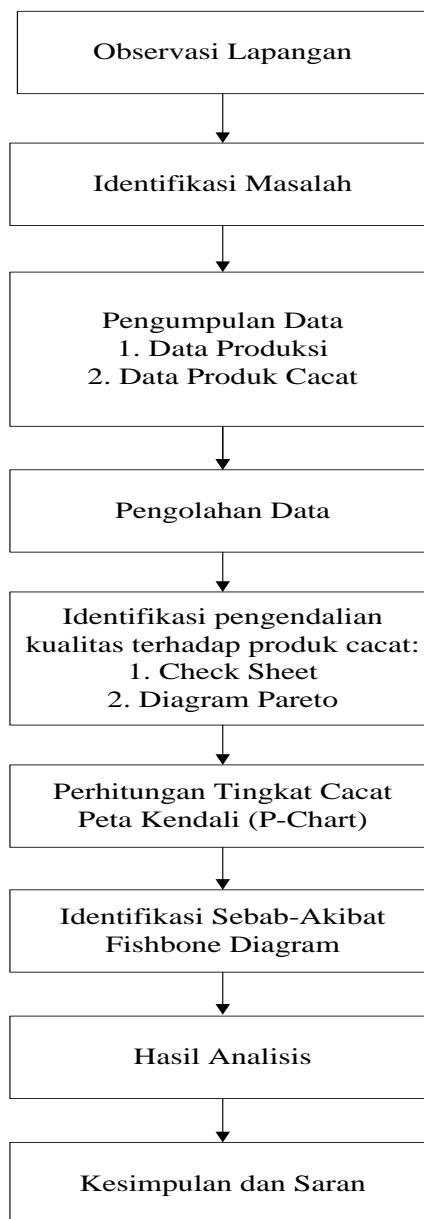 Observasi Lapangan
Identifikasi Masalah
Pengumpulan Data
1. Data Produksi
2. Data Produk Cacat
Pengolahan Data
Identifikasi pengendalian
kualitas terhadap produk cacat:
1. Check Sheet
2. Diagram Pareto
Perhitungan Tingkat Cacat
Peta Kendali (P-Chart)
Identifikasi Sebab-Akibat
Fishbone Diagram
Hasil Analisis
Kesimpulan dan Saran